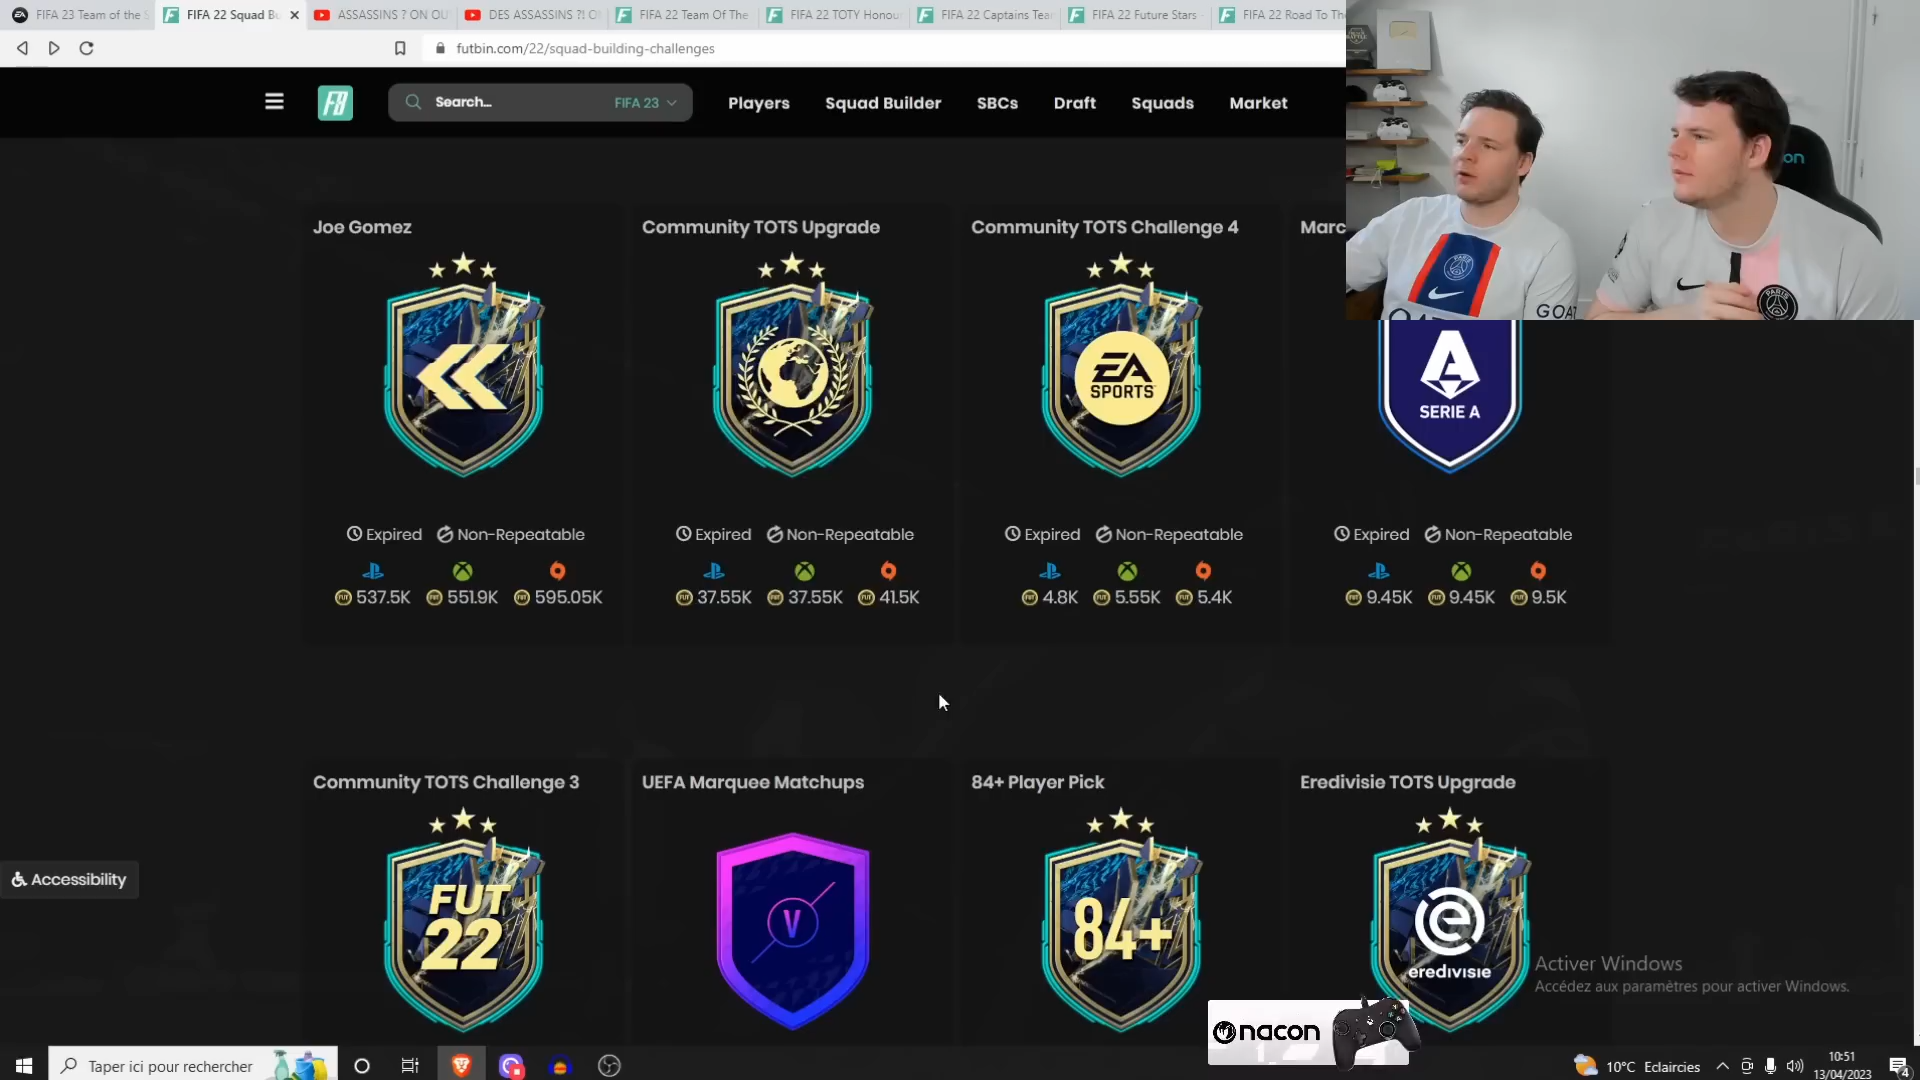 FIFA 23 Team of the S
FIFA 22 Squad Bu
ASSASSINS ? ON OU
DES ASSASSINS ?! O
FIFA 22 Team Of The
FIFA 22 TOTY Honou
FIFA 22 Captains Tea
FIFA 22 Future Stars
FIFA 22 Road To The
futbin.com/22/squad-building-challenges
FB
Search...
FIFA 23
Players
Squad Builder
SBCs
Draft
Squads
Market
Joe Gomez
Community TOTS Upgrade
Community TOTS Challenge 4
Marc
EA
SPORTS
SERIE A
PARIS
GOAT
on
Expired Non-Repeatable
Expired Non-Repeatable
Expired Non-Repeatable
Expired Non-Repeatable
537.5K 551.9K 595.05K
37.55K 37.55K 41.5K
4.8K 5.55K 5.4K
9.45K 9.45K 9.5K
Community TOTS Challenge 3
UEFA Marquee Matchups
84+ Player Pick
Eredivisie TOTS Upgrade
FUT
22
V
84+
eredivisie
Accessibility
Activer Windows
Accédez aux paramètres pour activer Windows.
nacon
Taper ici pour rechercher
10°C Eclaircies
10:51
13/04/2023
4